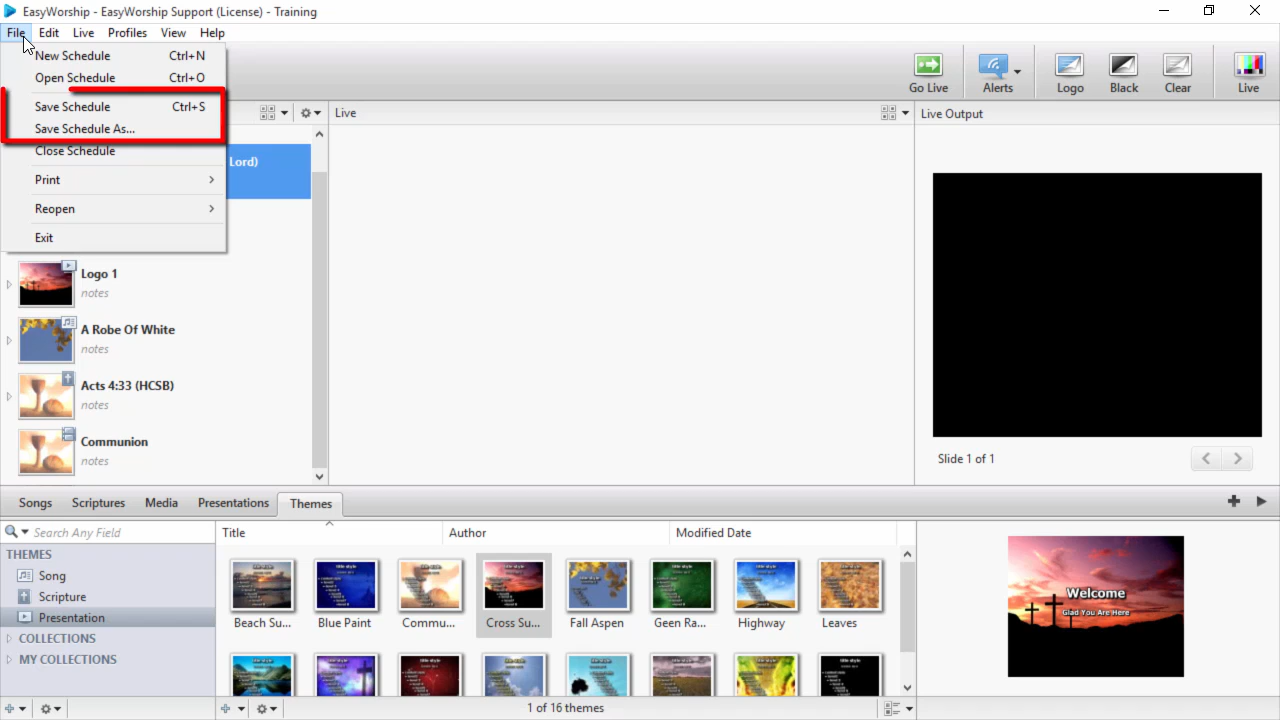 EasyWorship - EasyWorship Support (License) - Training
File Edit Live Profiles View Help
New Schedule Ctrl+N
Open Schedule Ctrl+O
Save Schedule Ctrl+S
Save Schedule As...
Close Schedule
Print
Reopen
Exit
Go Live
Alerts
Logo
Black
Clear
Live
Live
Live Output
Lord)
Logo 1
notes
A Robe Of White
notes
Acts 4:33 (HCSB)
notes
Communion
notes
Slide 1 of 1
Songs Scriptures Media Presentations Themes
Search Any Field
Title Author Modified Date
THEMES
Song
Scripture
Presentation
COLLECTIONS
MY COLLECTIONS
Beach Su... Blue Paint Commu... Cross Su... Fall Aspen Geen Ra... Highway Leaves
Welcome
Glad You Are Here
1 of 16 themes